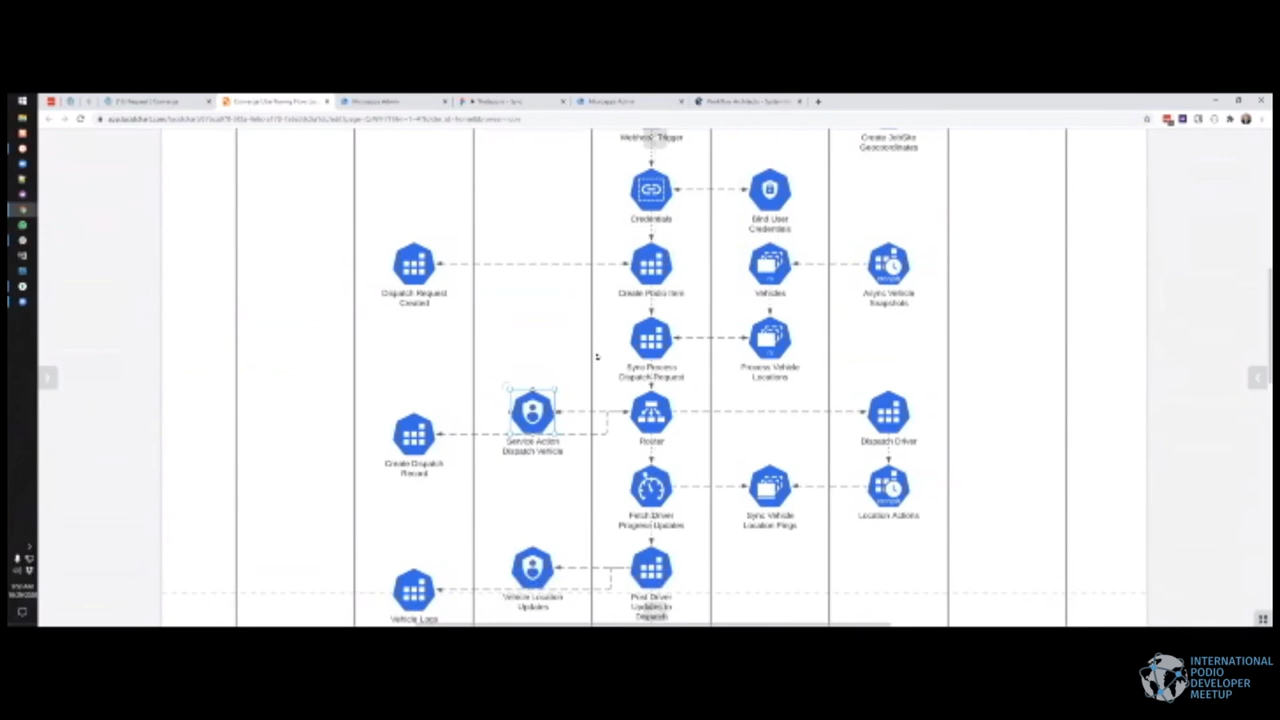 Webhook Trigger
Create JobSite
Geocoordinates
Credentials
Bind User
Credentials
Dispatch Request
Created
Create Podio Item
Vehicles
Async Vehicle
Snapshots
Sync Process
Dispatch Request
Process Vehicle
Locations
Service Action
Dispatch Vehicle
Router
Dispatch Driver
Create Dispatch
Record
Fetch Driver
Progress Updates
Sync Vehicle
Location Pings
Location Actions
Vehicle Location
Updates
Post Driver
Updates to
Dispatch
Vehicle Logs
INTERNATIONAL
PODIO
DEVELOPER
MEETUP